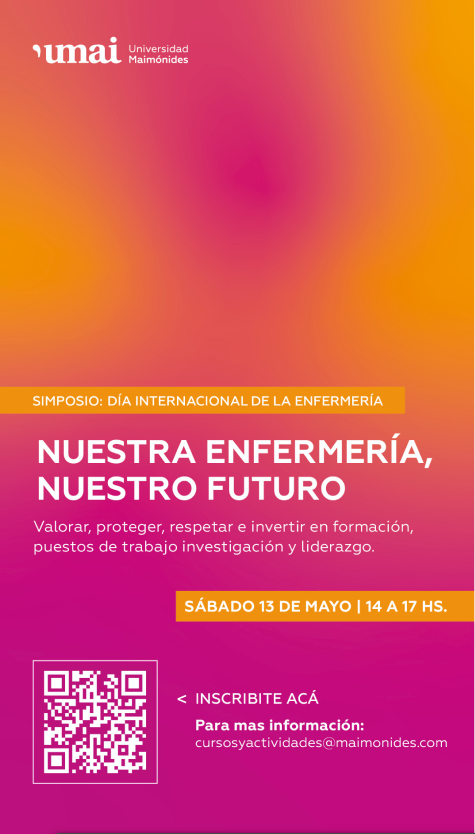 umai Universidad
Maimónides
SIMPOSIO: DÍA INTERNACIONAL DE LA ENFERMERÍA
NUESTRA ENFERMERÍA,
NUESTRO FUTURO
Valorar, proteger, respetar e invertir en formación,
puestos de trabajo investigación y liderazgo.
SÁBADO 13 DE MAYO | 14 A 17 HS.
< INSCRIBITE ACÁ
Para mas información:
cursosyactividades@maimonides.com